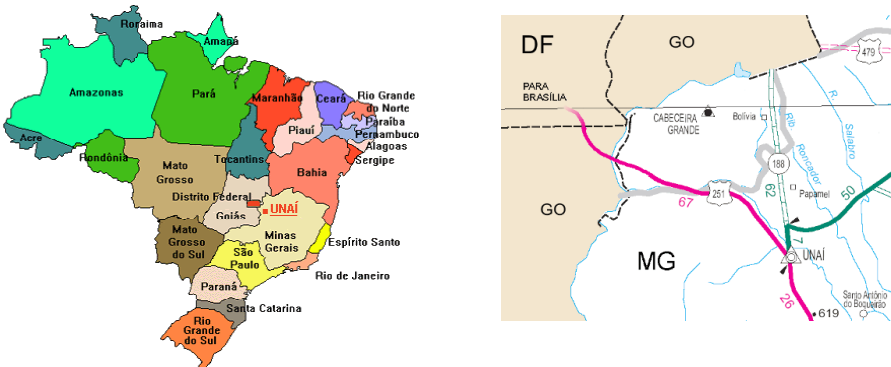 Roraima
Amapá
Amazonas
Pará
Maranhão
Ceará
Rio Grande
do Norte
Paraíba
Piauí
Pernambuco
Alagoas
Sergipe
Acre
Rondônia
Tocantins
Mato
Grosso
Bahia
Distrito Federal
UNAÍ
Goiás
Minas
Gerais
Mato
Grosso
do Sul
Espírito Santo
São
Paulo
Rio de Janeiro
Paraná
Santa Catarina
Rio
Grande
do Sul
DF
GO
479
PARA
BRASÍLIA
CABECEIRA
GRANDE
Bolívia
Rib.
Roncador
R.
Salobro
188
62
Papamel
50
251
67
GO
7
MG
UNAÍ
26
619
Santo Antônio
do Boqueirão